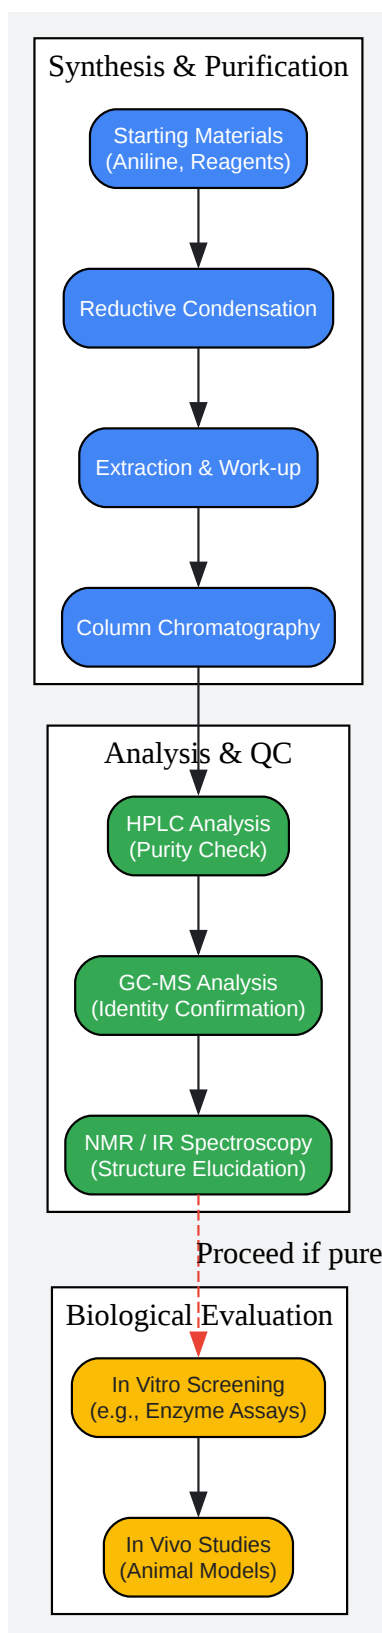 Synthesis & Purification
Starting Materials
(Aniline, Reagents)
Reductive Condensation
Extraction & Work-up
Column Chromatography
Analysis & QC
HPLC Analysis
(Purity Check)
GC-MS Analysis
(Identity Confirmation)
NMR / IR Spectroscopy
(Structure Elucidation)
Proceed if pure
Biological Evaluation
In Vitro Screening
(e.g., Enzyme Assays)
In Vivo Studies
(Animal Models)